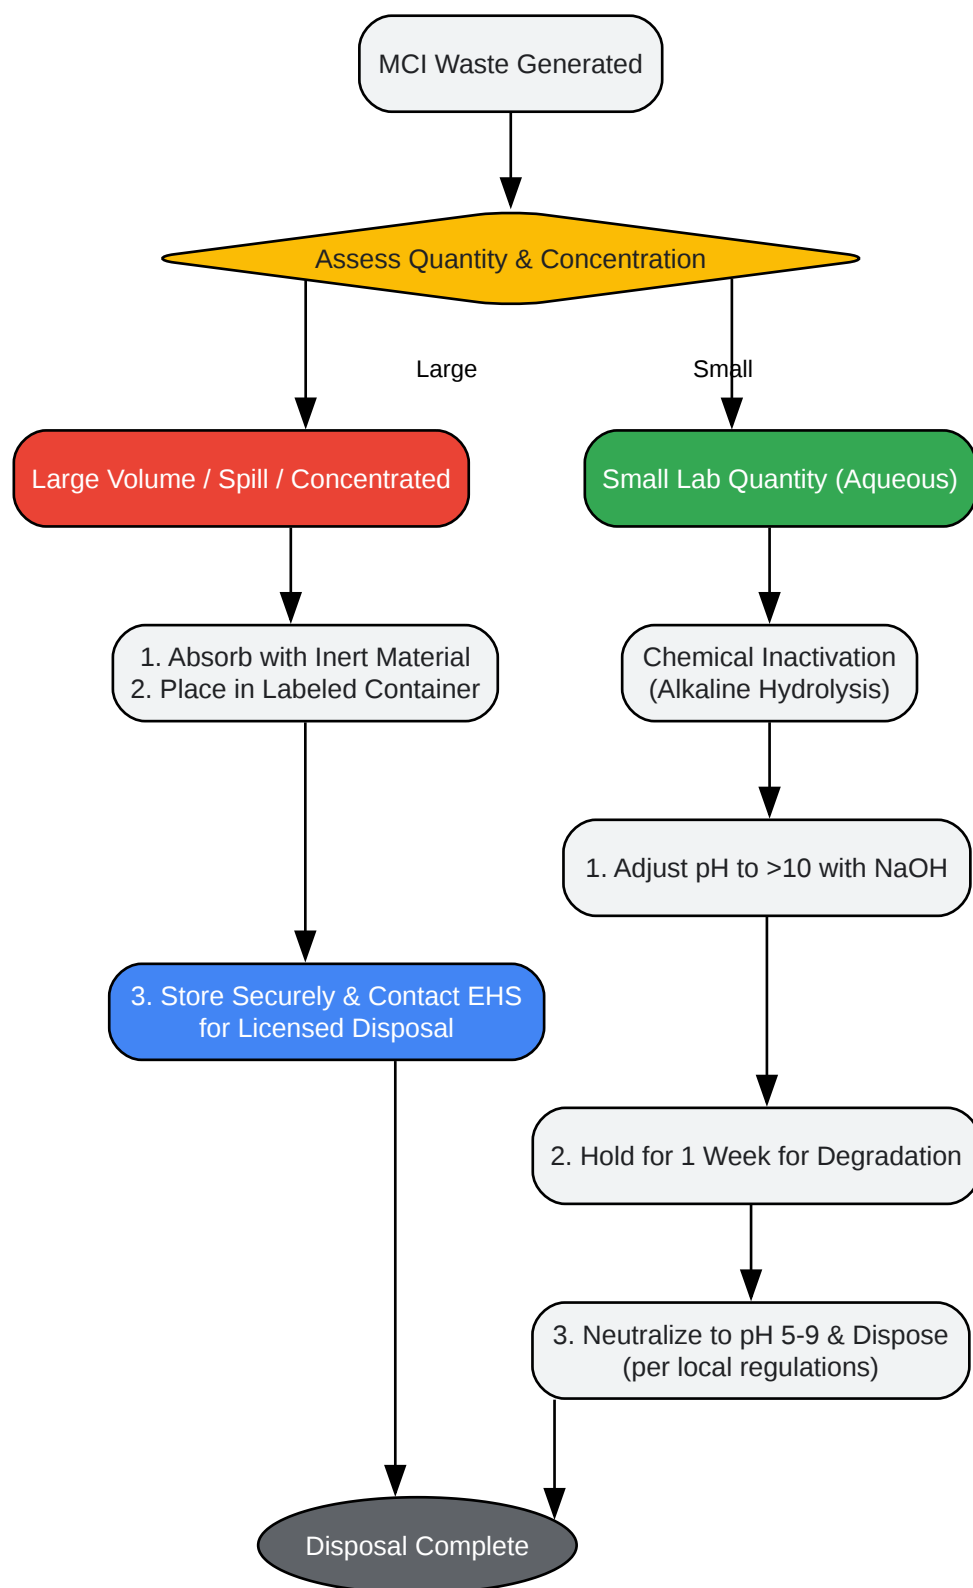 MCI Waste Generated
Assess Quantity & Concentration
Large
Small
Large Volume / Spill / Concentrated
Small Lab Quantity (Aqueous)
1. Absorb with Inert Material
2. Place in Labeled Container
Chemical Inactivation
(Alkaline Hydrolysis)
1. Adjust pH to >10 with NaOH
3. Store Securely & Contact EHS
for Licensed Disposal
2. Hold for 1 Week for Degradation
3. Neutralize to pH 5-9 & Dispose
(per local regulations)
Disposal Complete